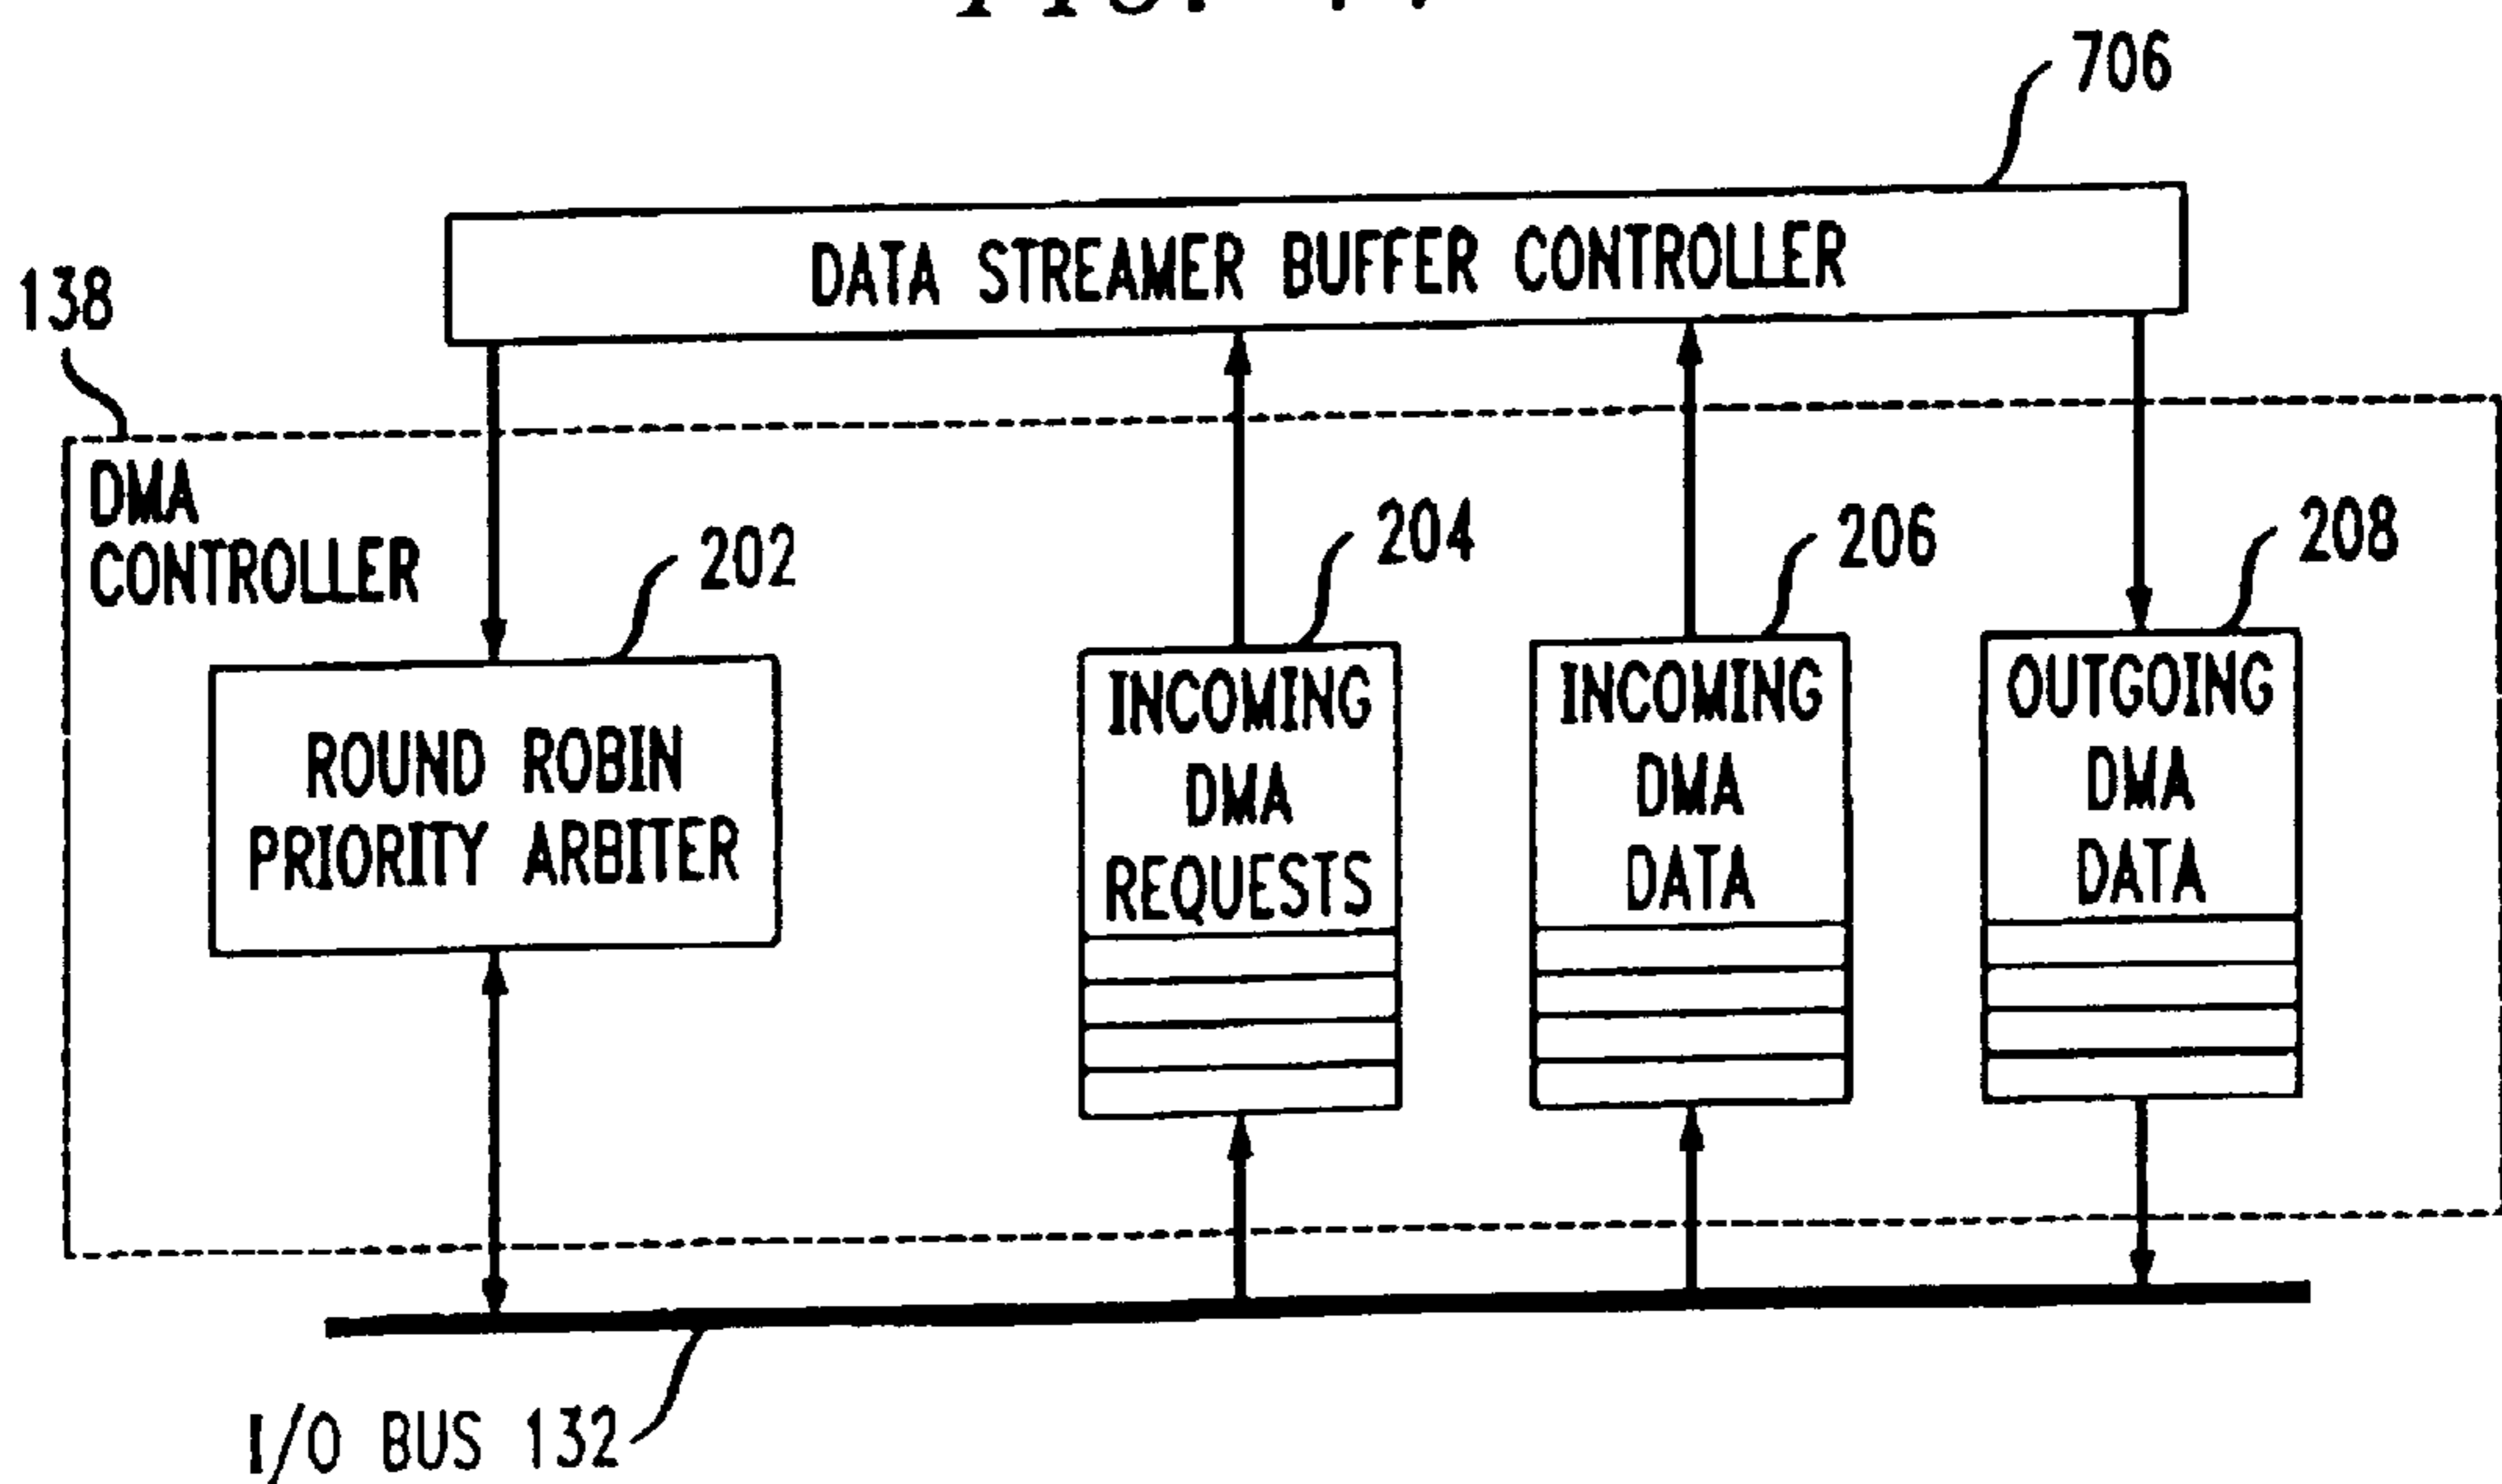 706
DATA STREAMER BUFFER CONTROLLER
138
DMA
CONTROLLER
202
204
206
208
ROUND ROBIN
PRIORITY ARBITER
INCOMING
DMA
REQUESTS
INCOMING
DMA
DATA
OUTGOING
DMA
DATA
I/O BUS 132